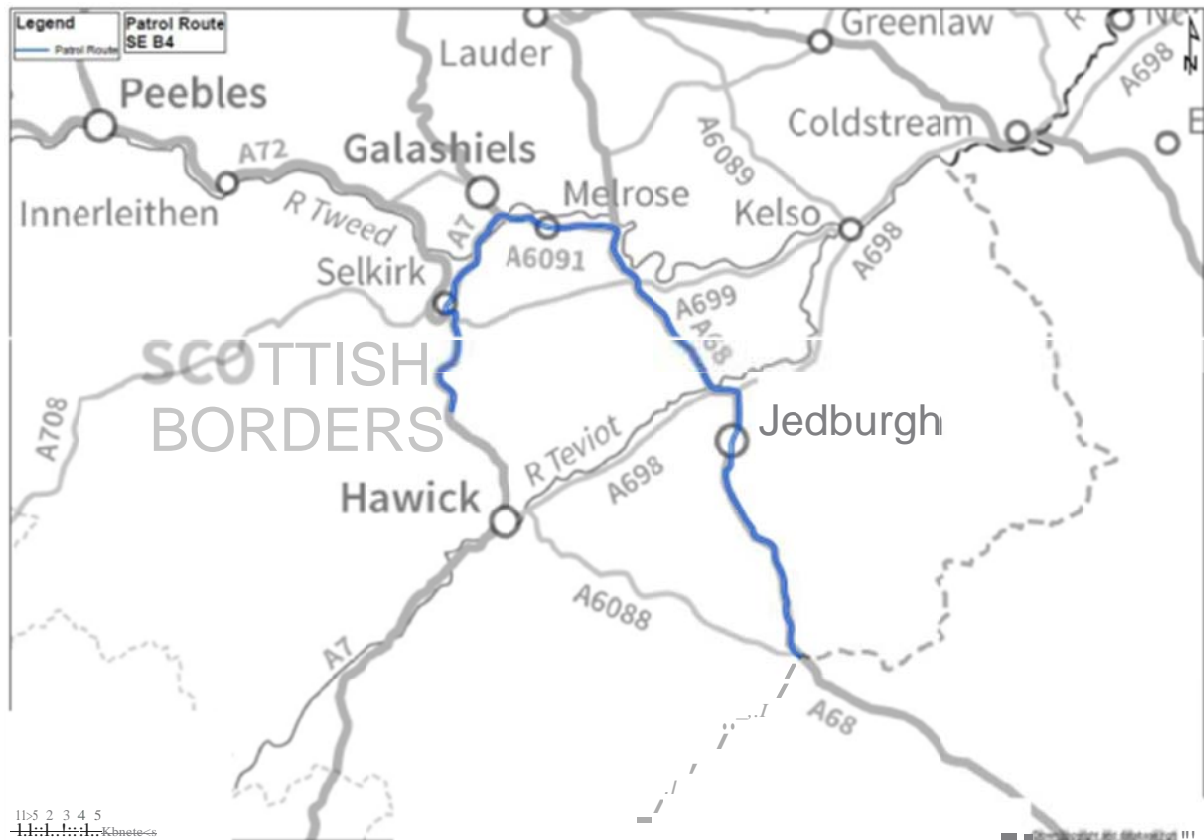 Legend
Patrol Route
Patrol Route
SE B4
Greenlaw
Lauder
A698
Peebles
Coldstream
A6089
Galashiels
A72
Melrose
Innerleithen
R Tweed
A7
Kelso
A6091
A698
Selkirk
A699
A68
SCOTTISH
BORDERS
A708
Jedburgh
R Teviot
A698
Hawick
A6088
A7
A68
N